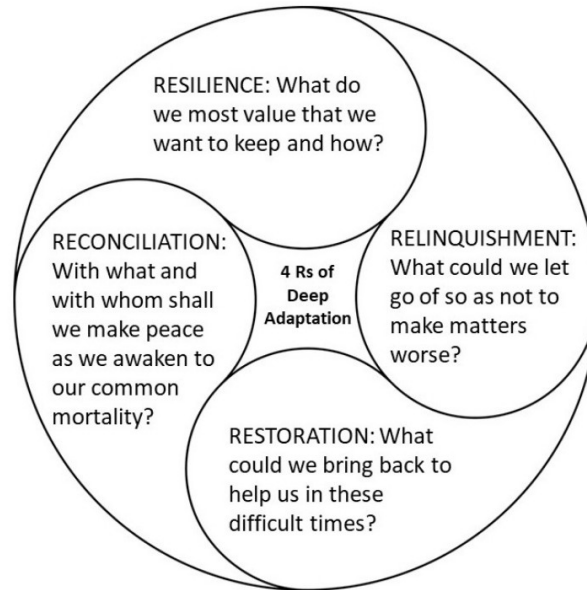 RESILIENCE: What do
we most value that we
want to keep and how?
RECONCILIATION:
With what and
with whom shall
we make peace
as we awaken to
our common
mortality?
4 Rs of
Deep
Adaptation
RELINQUISHMENT:
What could we let
go of so as not to
make matters
worse?
RESTORATION: What
could we bring back to
help us in these
difficult times?